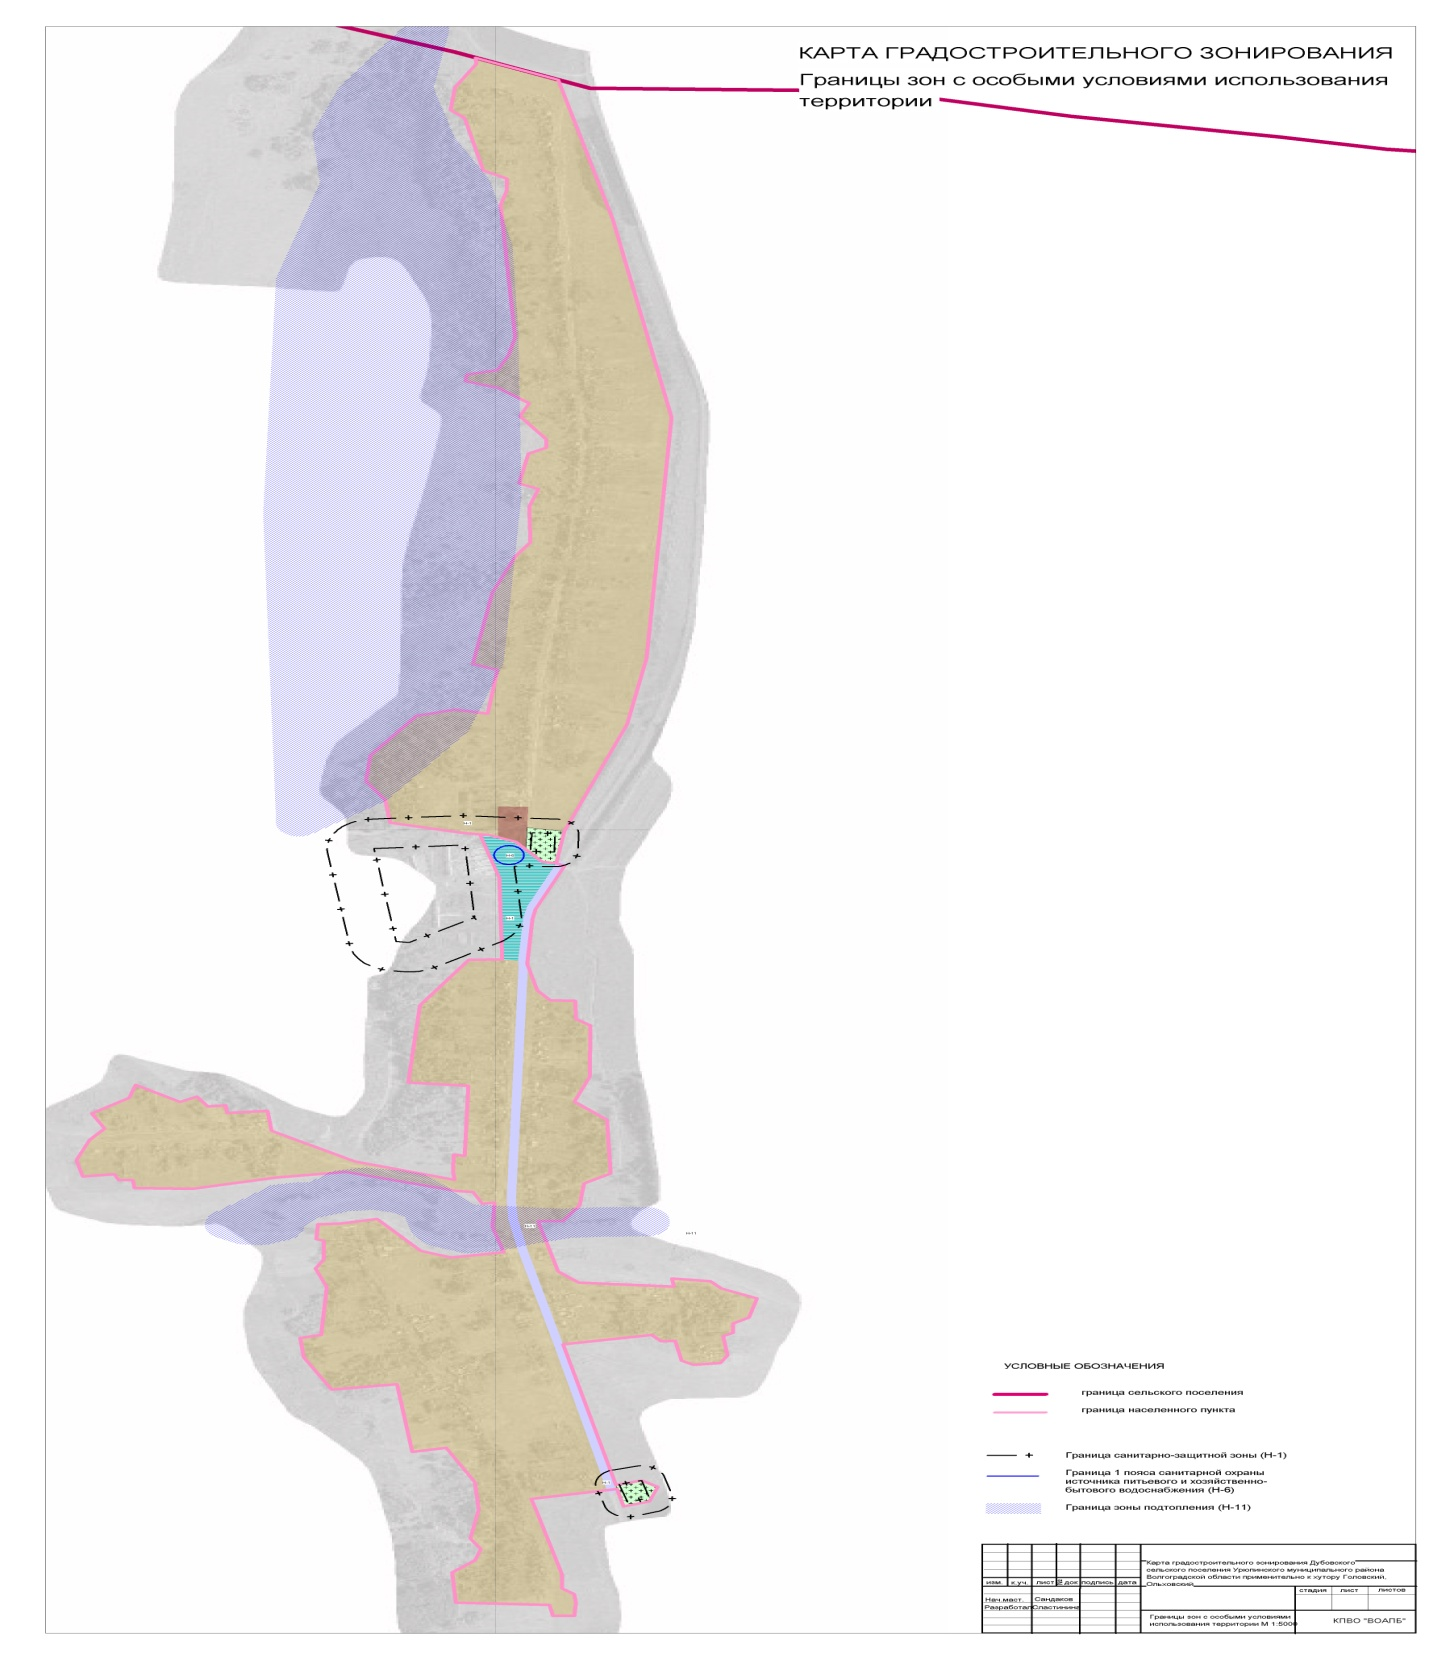 КАРТА ГРАДОСТРОИТЕЛЬНОГО ЗОНИРОВАНИЯ
Границы зон с особыми условиями использования
территории
Н-11
УСЛОВНЫЕ ОБОЗНАЧЕНИЯ
граница сельского поселения
граница населенного пункта
Граница санитарно-защитной зоны (Н-1)
Граница 1 пояса санитарной охраны
источника питьевого и хозяйственно-
бытового водоснабжения (Н-6)
Граница зоны подтопления (Н-11)
Карта градостроительного зонирования Дубовского
сельского поселения Урюпинского муниципального района
Волгоградской области применительно к хутору Головский,
Ольховский
изм. к.уч. лист № док подпись дата
стадия лист листов
Нач.маст. Сандаков
Разработал Сластинина
Границы зон с особыми условиями
использования территории М 1:5000
КПВО "ВОАПБ"